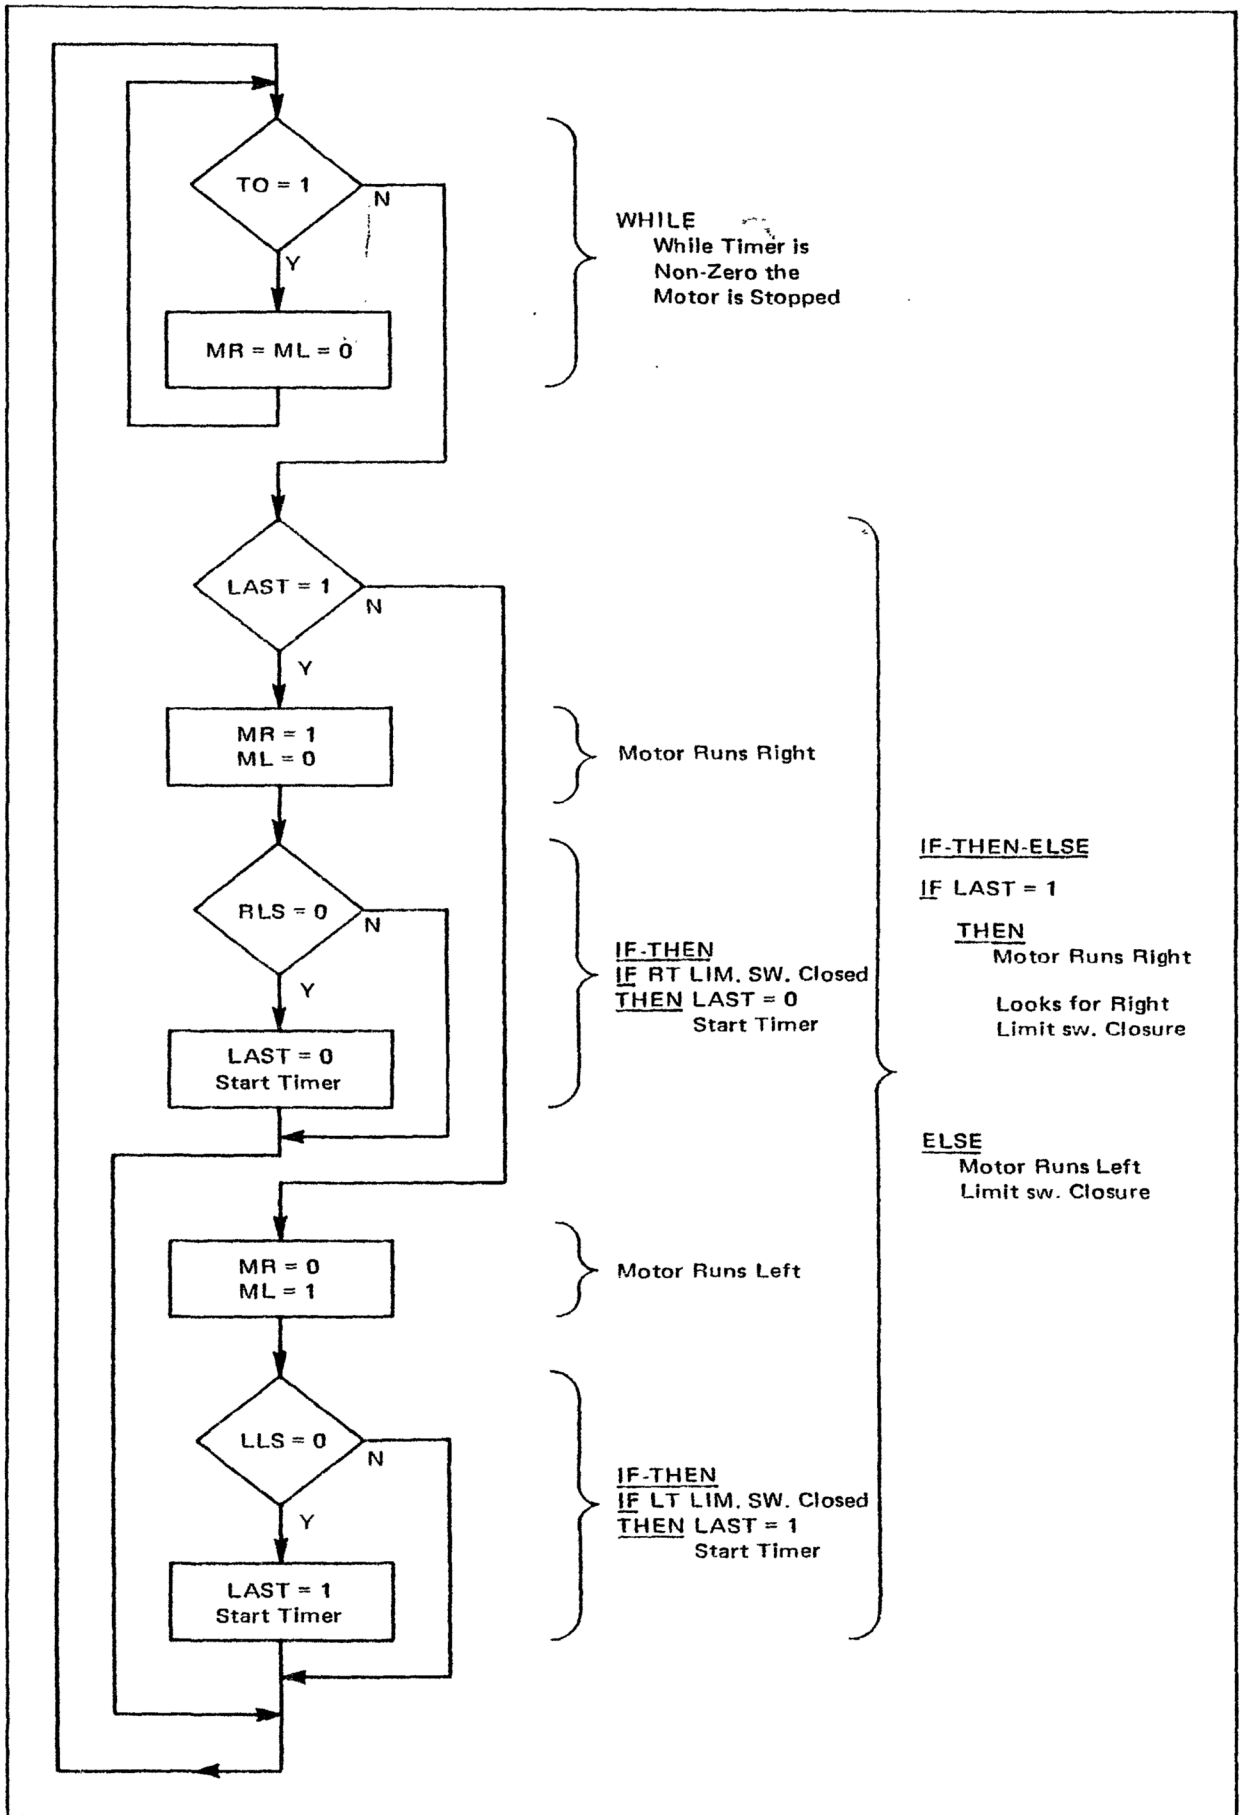 TO = 1
N
Y
MR = ML = 0
WHILE
While Timer is
Non-Zero the
Motor is Stopped
LAST = 1
N
Y
MR = 1
ML = 0
Motor Runs Right
RLS = 0
N
Y
LAST = 0
Start Timer
IF-THEN
IF RT LIM. SW. Closed
THEN LAST = 0
Start Timer
MR = 0
ML = 1
Motor Runs Left
LLS = 0
N
Y
LAST = 1
Start Timer
IF-THEN
IF LT LIM. SW. Closed
THEN LAST = 1
Start Timer
IF-THEN-ELSE
IF LAST = 1
THEN
Motor Runs Right
Looks for Right
Limit sw. Closure
ELSE
Motor Runs Left
Limit sw. Closure